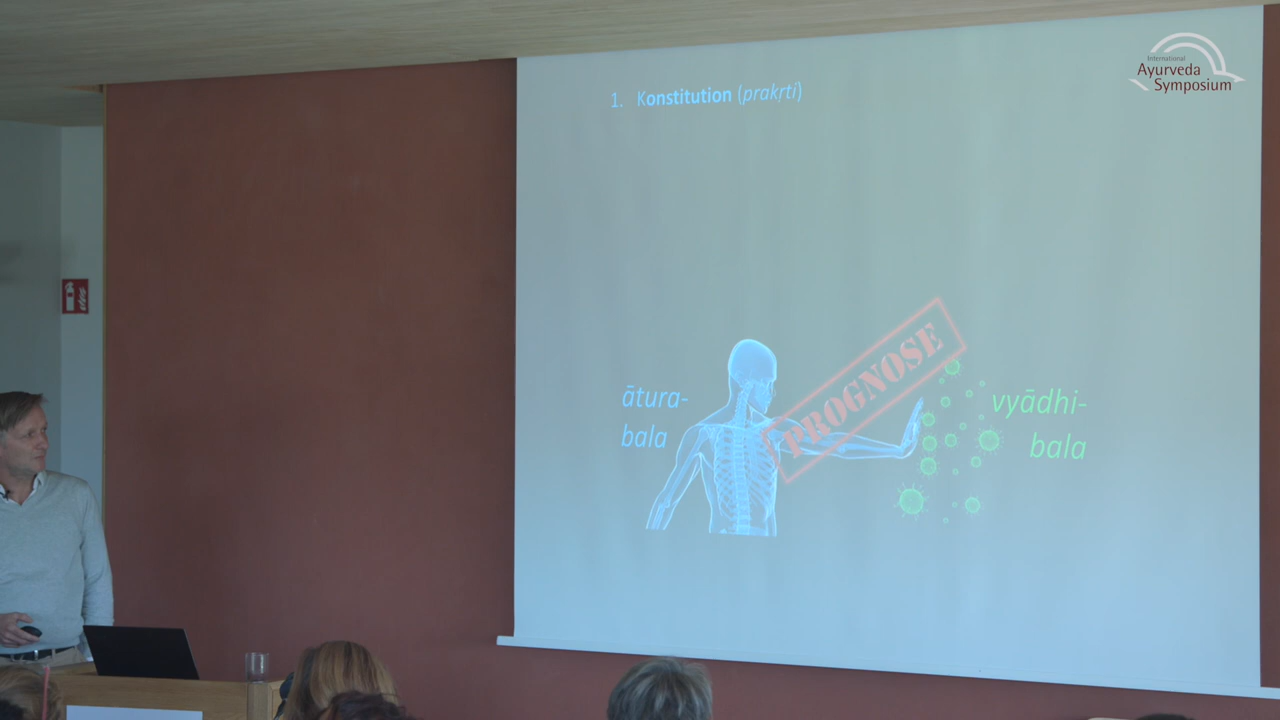 International
Ayurveda
Symposium
1. Konstitution (prakṛti)
PROGNOSE
ātura-
bala
vyādhi-
bala